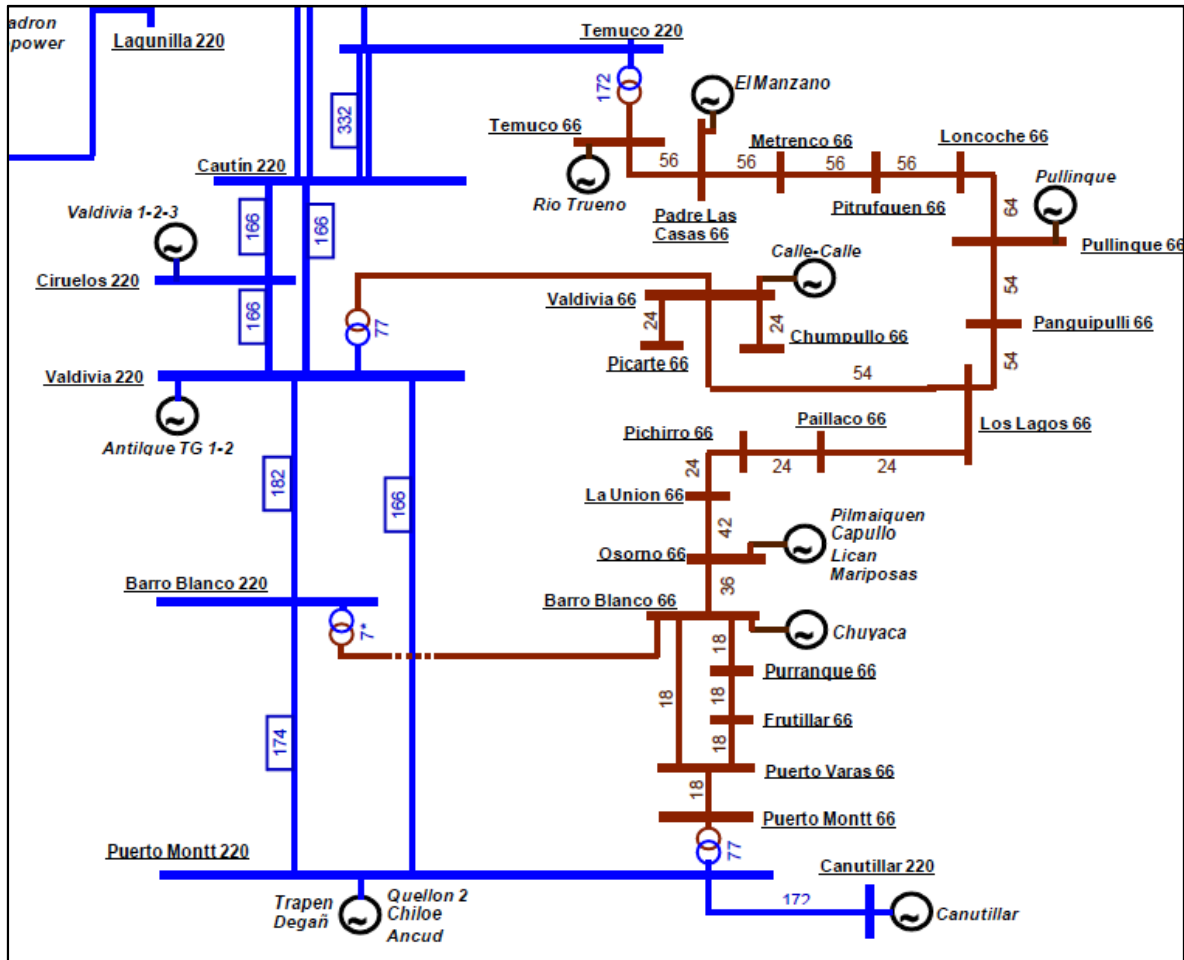 adron
power
Lagunilla 220
Temuco 220
172
El Manzano
332
Temuco 66
Metrenco 66
Loncoche 66
56
56
56
56
Cautín 220
Rio Trueno
Padre Las
Casas 66
Pitrufquen 66
Pullinque
64
Valdivia 1-2-3
166
166
Calle-Calle
Pullinque 66
Ciruelos 220
Valdivia 66
54
166
77
24
24
Chumpullo 66
Panguipulli 66
Picarte 66
54
Valdivia 220
54
Antilque TG 1-2
Pichirro 66
Paillaco 66
Los Lagos 66
24
24
24
182
166
La Union 66
42
Pilmaiquen
Capullo
Lican
Mariposas
Osorno 66
36
Barro Blanco 220
Barro Blanco 66
7*
Chuyaca
18
Purranque 66
18
18
Frutillar 66
174
18
Puerto Varas 66
18
Puerto Montt 66
77
Puerto Montt 220
Canutillar 220
Trapen
Degañ
Quellon 2
Chiloe
Ancud
172
Canutillar